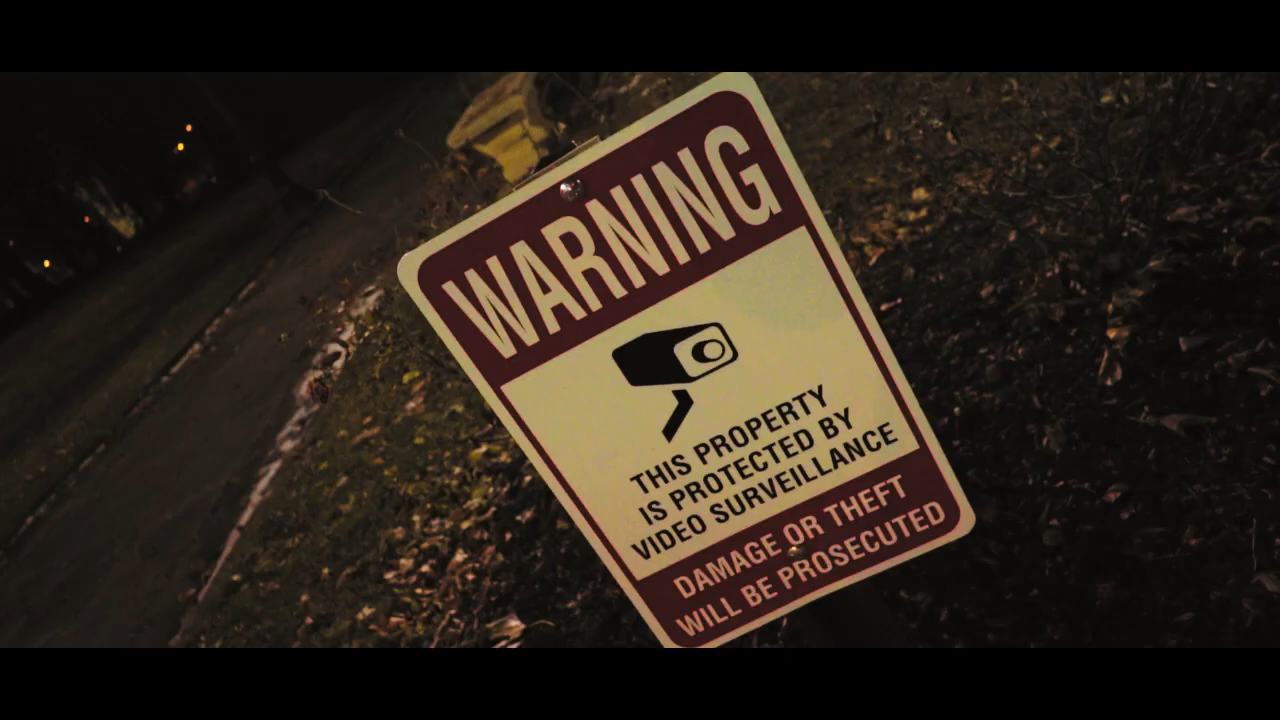 WARNING
THIS PROPERTY
IS PROTECTED BY
VIDEO SURVEILLANCE
DAMAGE OR THEFT
WILL BE PROSECUTED